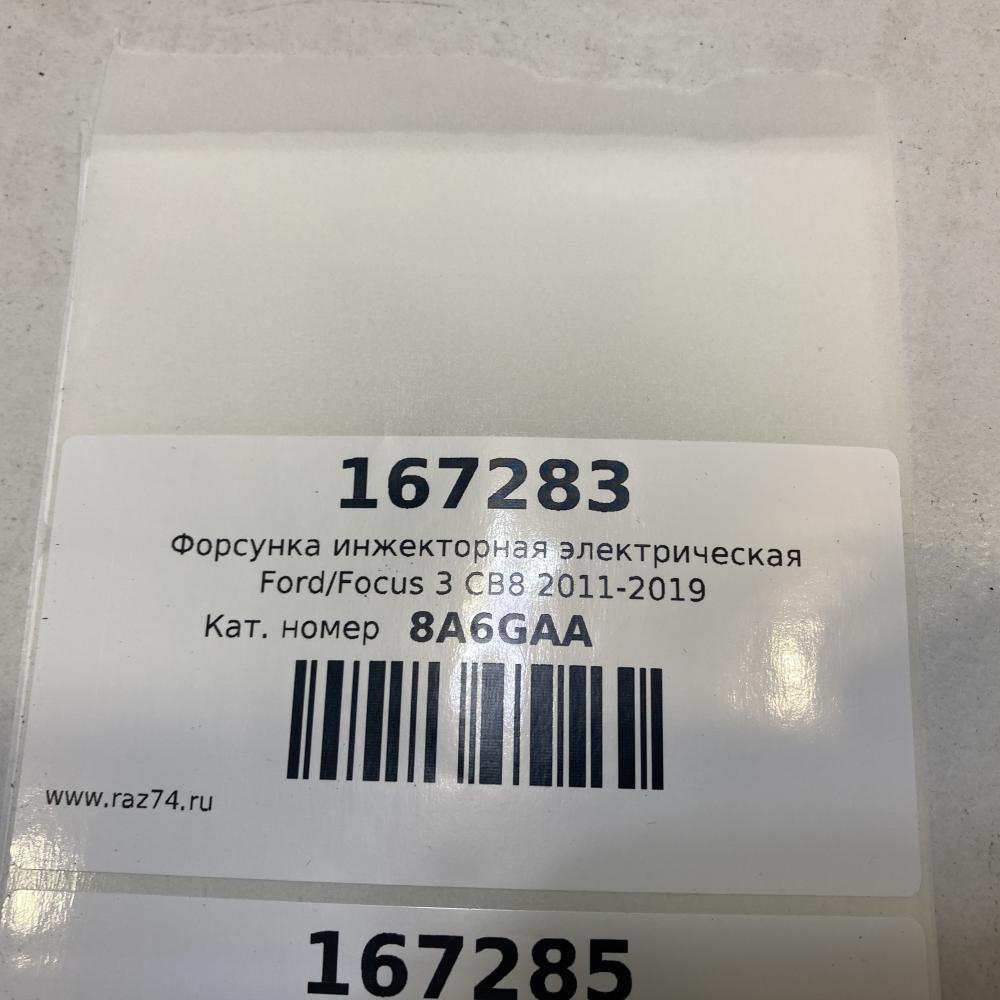 167283
Форсунка инжекторная электрическая
Ford/Focus 3 CB8 2011-2019
Кат. номер 8A6GAA
www.raz74.ru
167285